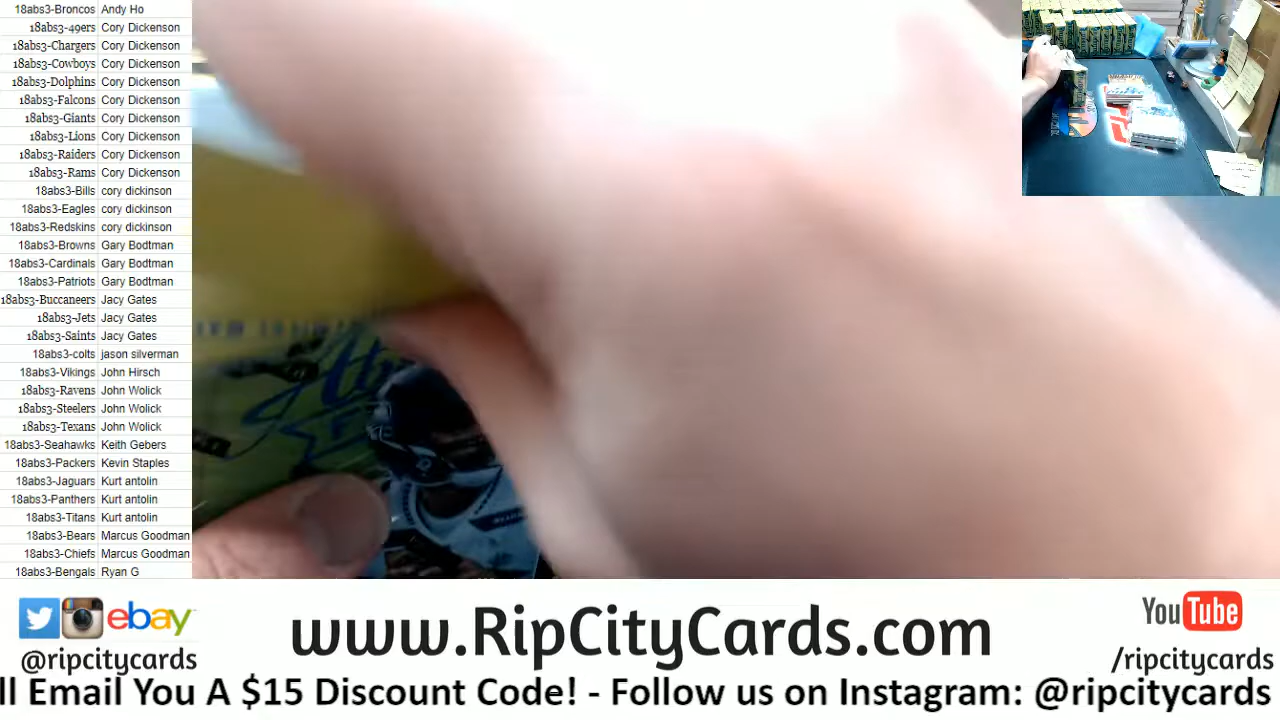 18abs3-Broncos Andy Ho
18abs3-49ers Cory Dickenson
18abs3-Chargers Cory Dickenson
18abs3-Cowboys Cory Dickenson
18abs3-Dolphins Cory Dickenson
18abs3-Falcons Cory Dickenson
18abs3-Giants Cory Dickenson
18abs3-Lions Cory Dickenson
18abs3-Raiders Cory Dickenson
18abs3-Rams Cory Dickenson
18abs3-Bills cory dickinson
18abs3-Eagles cory dickinson
18abs3-Redskins cory dickinson
18abs3-Browns Gary Bodtman
18abs3-Cardinals Gary Bodtman
18abs3-Patriots Gary Bodtman
18abs3-Buccaneers Jacy Gates
18abs3-Jets Jacy Gates
18abs3-Saints Jacy Gates
18abs3-colts jason silverman
18abs3-Vikings John Hirsch
18abs3-Ravens John Wolick
18abs3-Steelers John Wolick
18abs3-Texans John Wolick
18abs3-Seahawks Keith Gebers
18abs3-Packers Kevin Staples
18abs3-Jaguars Kurt antolin
18abs3-Panthers Kurt antolin
18abs3-Titans Kurt antolin
18abs3-Bears Marcus Goodman
18abs3-Chiefs Marcus Goodman
18abs3-Bengals Ryan G
ebay
@ripcitycards
www.RipCityCards.com
YouTube
/ripcitycards
ll Email You A $15 Discount Code! - Follow us on Instagram: @ripcitycards